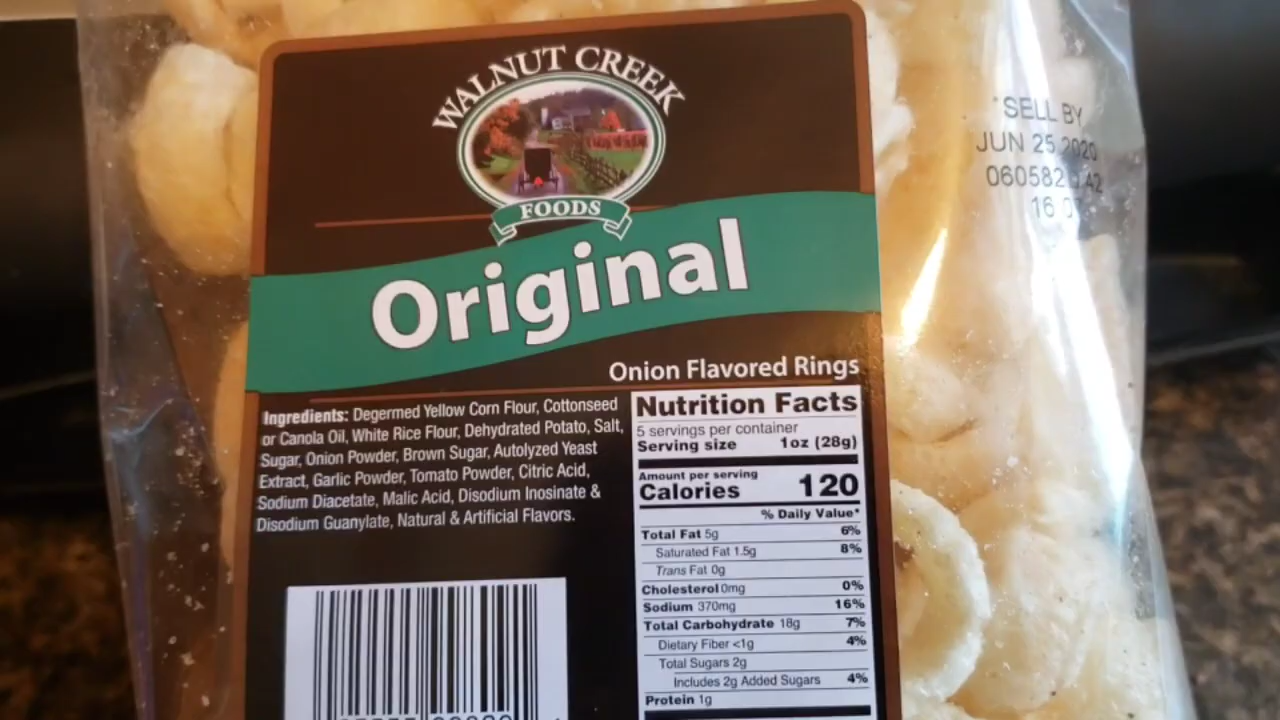 WALNUT CREEK
FOODS
Original
Onion Flavored Rings
*SELL BY
JUN 25 2020
16
Ingredients: Degermed Yellow Corn Flour, Cottonseed
or Canola Oil, White Rice Flour, Dehydrated Potato, Salt,
Sugar, Onion Powder, Brown Sugar, Autolyzed Yeast
Extract, Garlic Powder, Tomato Powder, Citric Acid,
Sodium Diacetate, Malic Acid, Disodium Inosinate &
Disodium Guanylate, Natural & Artificial Flavors.
Nutrition Facts
5 servings per container
Serving size 1oz (28g)
Amount per serving
Calories 120
% Daily Value*
Total Fat 5g 6%
Saturated Fat 1.5g 8%
Trans Fat 0g
Cholesterol 0mg 0%
Sodium 370mg 16%
Total Carbohydrate 18g 7%
Dietary Fiber <1g 4%
Total Sugars 2g
Includes 2g Added Sugars 4%
Protein 1g